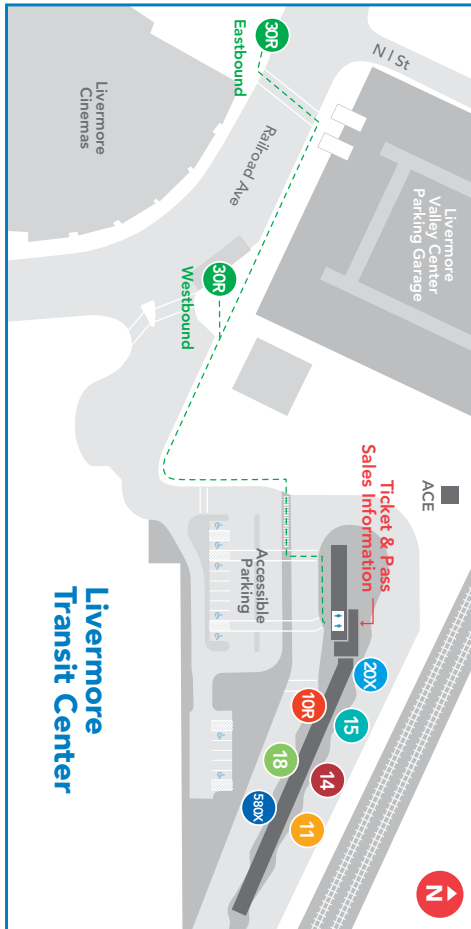 30R
Eastbound
N I St
Livermore
Cinemas
Railroad Ave
Livermore
Valley Center
Parking Garage
30R
Westbound
ACE
Ticket & Pass
Sales Information
Accessible
Parking
Livermore
Transit Center
20X
15
10R
14
18
11
580X
N